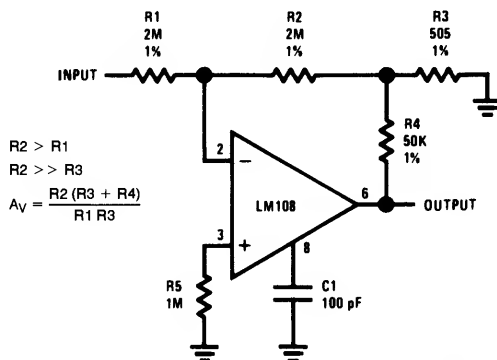 R1
2M
1%
R2
2M
1%
R3
505
1%
INPUT
R4
50K
1%
R2 > R1
R2 >> R3
AV = R2 (R3 + R4)
R1 R3
2
−
LM108
6
OUTPUT
3
+
8
R5
1M
C1
100 pF